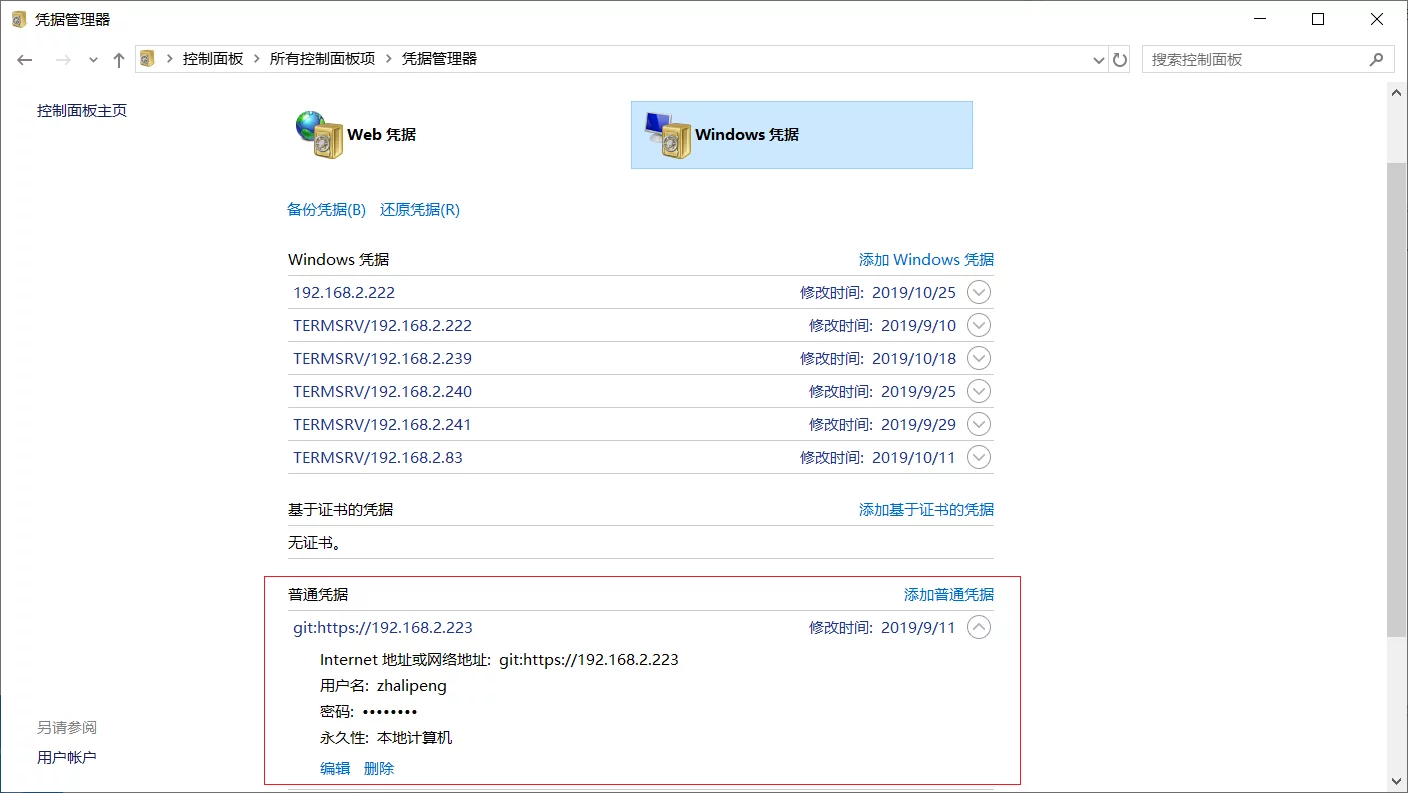 凭据管理器
控制面板 › 所有控制面板项 › 凭据管理器
搜索控制面板
控制面板主页
Web 凭据
Windows 凭据
备份凭据(B) 还原凭据(R)
Windows 凭据 添加 Windows 凭据
192.168.2.222 修改时间: 2019/10/25
TERMSRV/192.168.2.222 修改时间: 2019/9/10
TERMSRV/192.168.2.239 修改时间: 2019/10/18
TERMSRV/192.168.2.240 修改时间: 2019/9/25
TERMSRV/192.168.2.241 修改时间: 2019/9/29
TERMSRV/192.168.2.83 修改时间: 2019/10/11
基于证书的凭据 添加基于证书的凭据
无证书。
普通凭据 添加普通凭据
git:https://192.168.2.223 修改时间: 2019/9/11
Internet 地址或网络地址: git:https://192.168.2.223
用户名: zhalipeng
密码: ••••••••
永久性: 本地计算机
编辑 删除
另请参阅
用户帐户